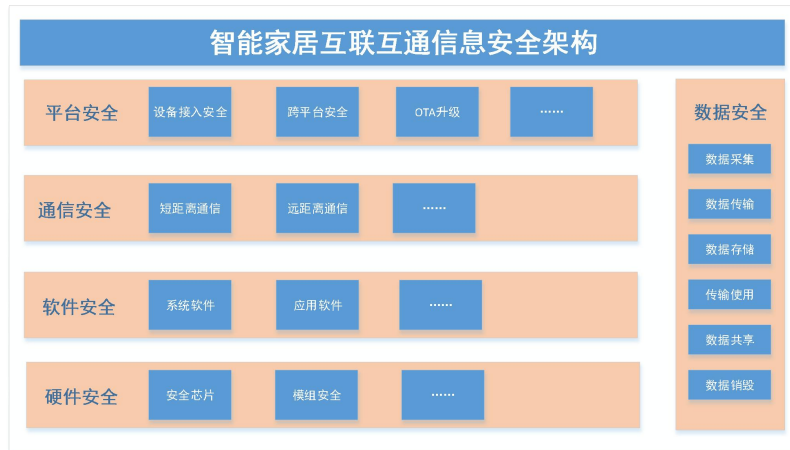 智能家居互联互通信息安全架构
平台安全
设备接入安全
跨平台安全
OTA升级
······
通信安全
短距离通信
远距离通信
······
软件安全
系统软件
应用软件
······
硬件安全
安全芯片
模组安全
······
数据安全
数据采集
数据传输
数据存储
传输使用
数据共享
数据销毁